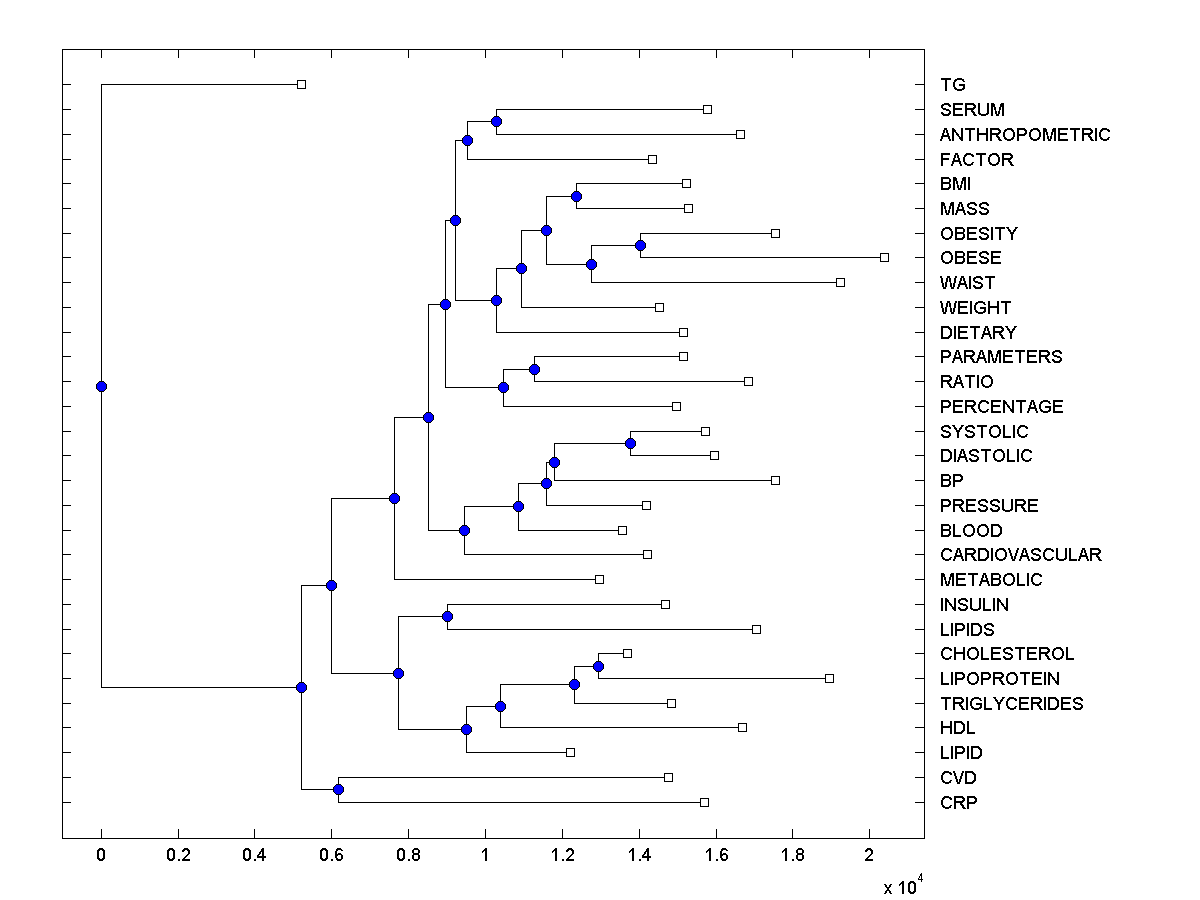 TG
SERUM
ANTHROPOMETRIC
FACTOR
BMI
MASS
OBESITY
OBESE
WAIST
WEIGHT
DIETARY
PARAMETERS
RATIO
PERCENTAGE
SYSTOLIC
DIASTOLIC
BP
PRESSURE
BLOOD
CARDIOVASCULAR
METABOLIC
INSULIN
LIPIDS
CHOLESTEROL
LIPOPROTEIN
TRIGLYCERIDES
HDL
LIPID
CVD
CRP
0 0.2 0.4 0.6 0.8 1 1.2 1.4 1.6 1.8 2
x 10^4